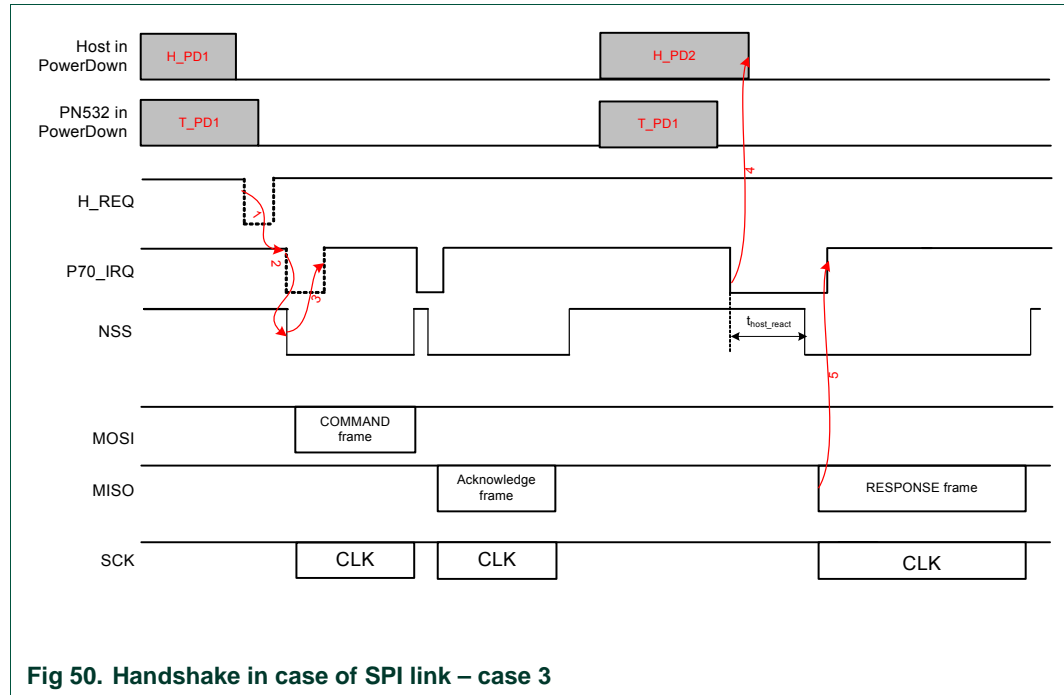 Host in
PowerDown
H_PD1
H_PD2
PN532 in
PowerDown
T_PD1
T_PD1
4
H_REQ
1
P70_IRQ
2
3
NSS
thost_react
5
MOSI
COMMAND
frame
MISO
Acknowledge
frame
RESPONSE frame
SCK
CLK
CLK
CLK
Fig 50. Handshake in case of SPI link – case 3